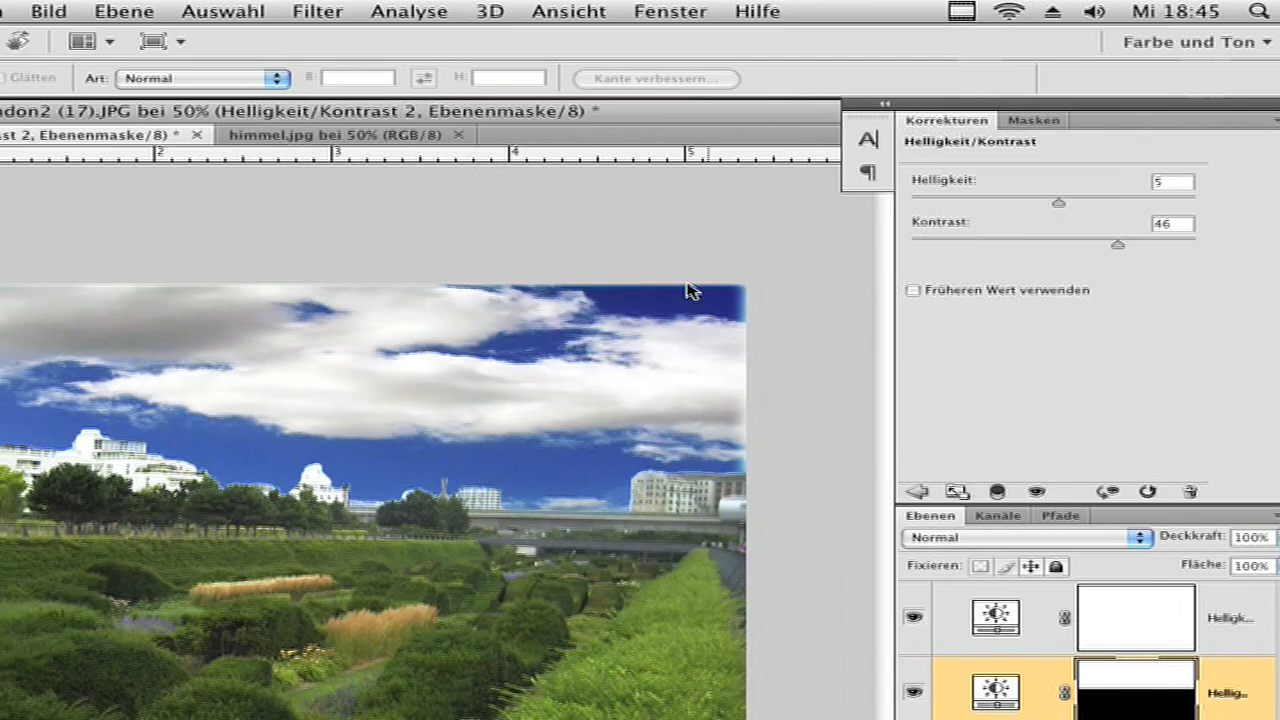 Bild Ebene Auswahl Filter Analyse 3D Ansicht Fenster Hilfe Mi 18:45
Farbe und Ton
Glätten Art: Normal B: H: Kante verbessern...
ndon2 (17).JPG bei 50% (Helligkeit/Kontrast 2, Ebenenmaske/8) *
ast 2, Ebenenmaske/8) * × himmel.jpg bei 50% (RGB/8) ×
2 3 4 5
A
¶
Korrekturen Masken
Helligkeit/Kontrast
Helligkeit: 5
Kontrast: 46
Früheren Wert verwenden
Ebenen Kanäle Pfade
Normal Deckkraft: 100%
Fixieren: Fläche: 100%
Helligk...
Hellig...